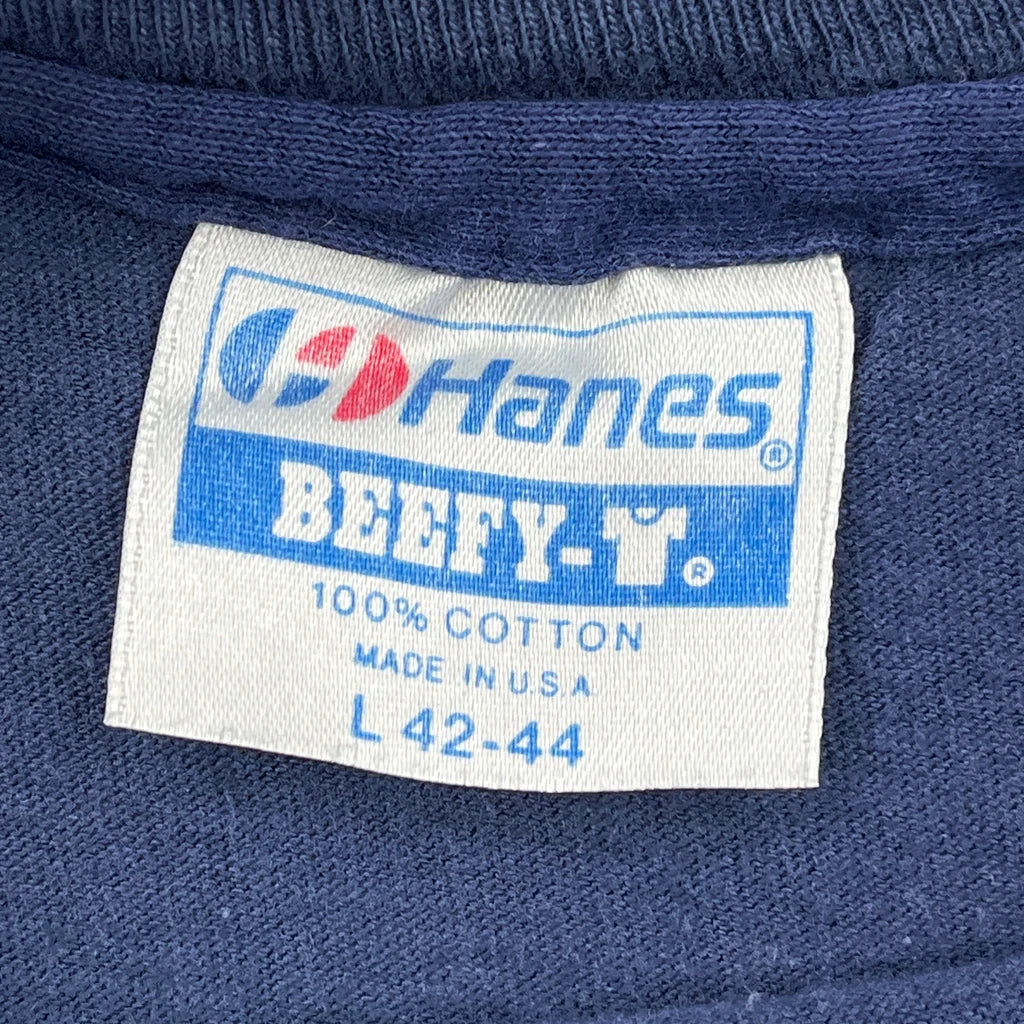 Hanes®
BEEFY-T®
100% COTTON
MADE IN U.S.A
L 42-44